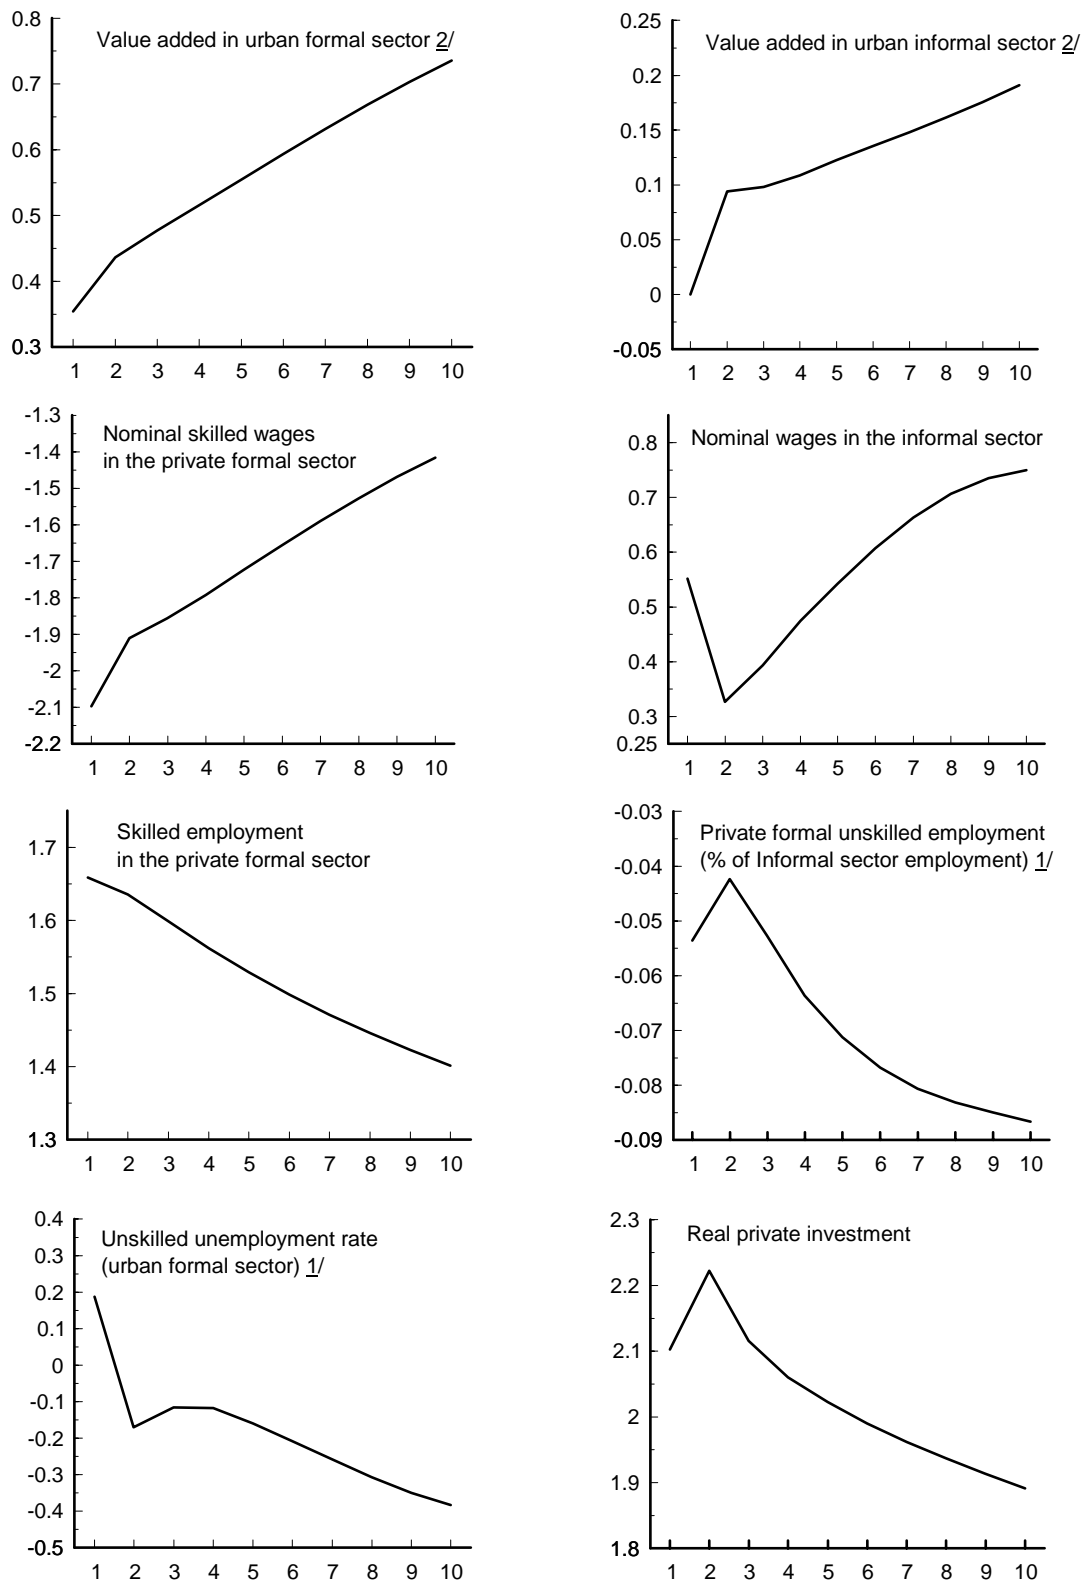 Value added in urban formal sector 2/
0.8
0.7
0.6
0.5
0.4
0.3
1 2 3 4 5 6 7 8 9 10
Value added in urban informal sector 2/
0.25
0.2
0.15
0.1
0.05
0
-0.05
1 2 3 4 5 6 7 8 9 10
Nominal skilled wages
in the private formal sector
-1.3
-1.4
-1.5
-1.6
-1.7
-1.8
-1.9
-2
-2.1
-2.2
1 2 3 4 5 6 7 8 9 10
Nominal wages in the informal sector
0.8
0.7
0.6
0.5
0.4
0.3
0.25
1 2 3 4 5 6 7 8 9 10
Skilled employment
in the private formal sector
1.7
1.6
1.5
1.4
1.3
1 2 3 4 5 6 7 8 9 10
Private formal unskilled employment
(% of Informal sector employment) 1/
-0.03
-0.04
-0.05
-0.06
-0.07
-0.08
-0.09
1 2 3 4 5 6 7 8 9 10
Unskilled unemployment rate
(urban formal sector) 1/
0.4
0.3
0.2
0.1
0
-0.1
-0.2
-0.3
-0.4
-0.5
1 2 3 4 5 6 7 8 9 10
Real private investment
2.3
2.2
2.1
2
1.9
1.8
1 2 3 4 5 6 7 8 9 10